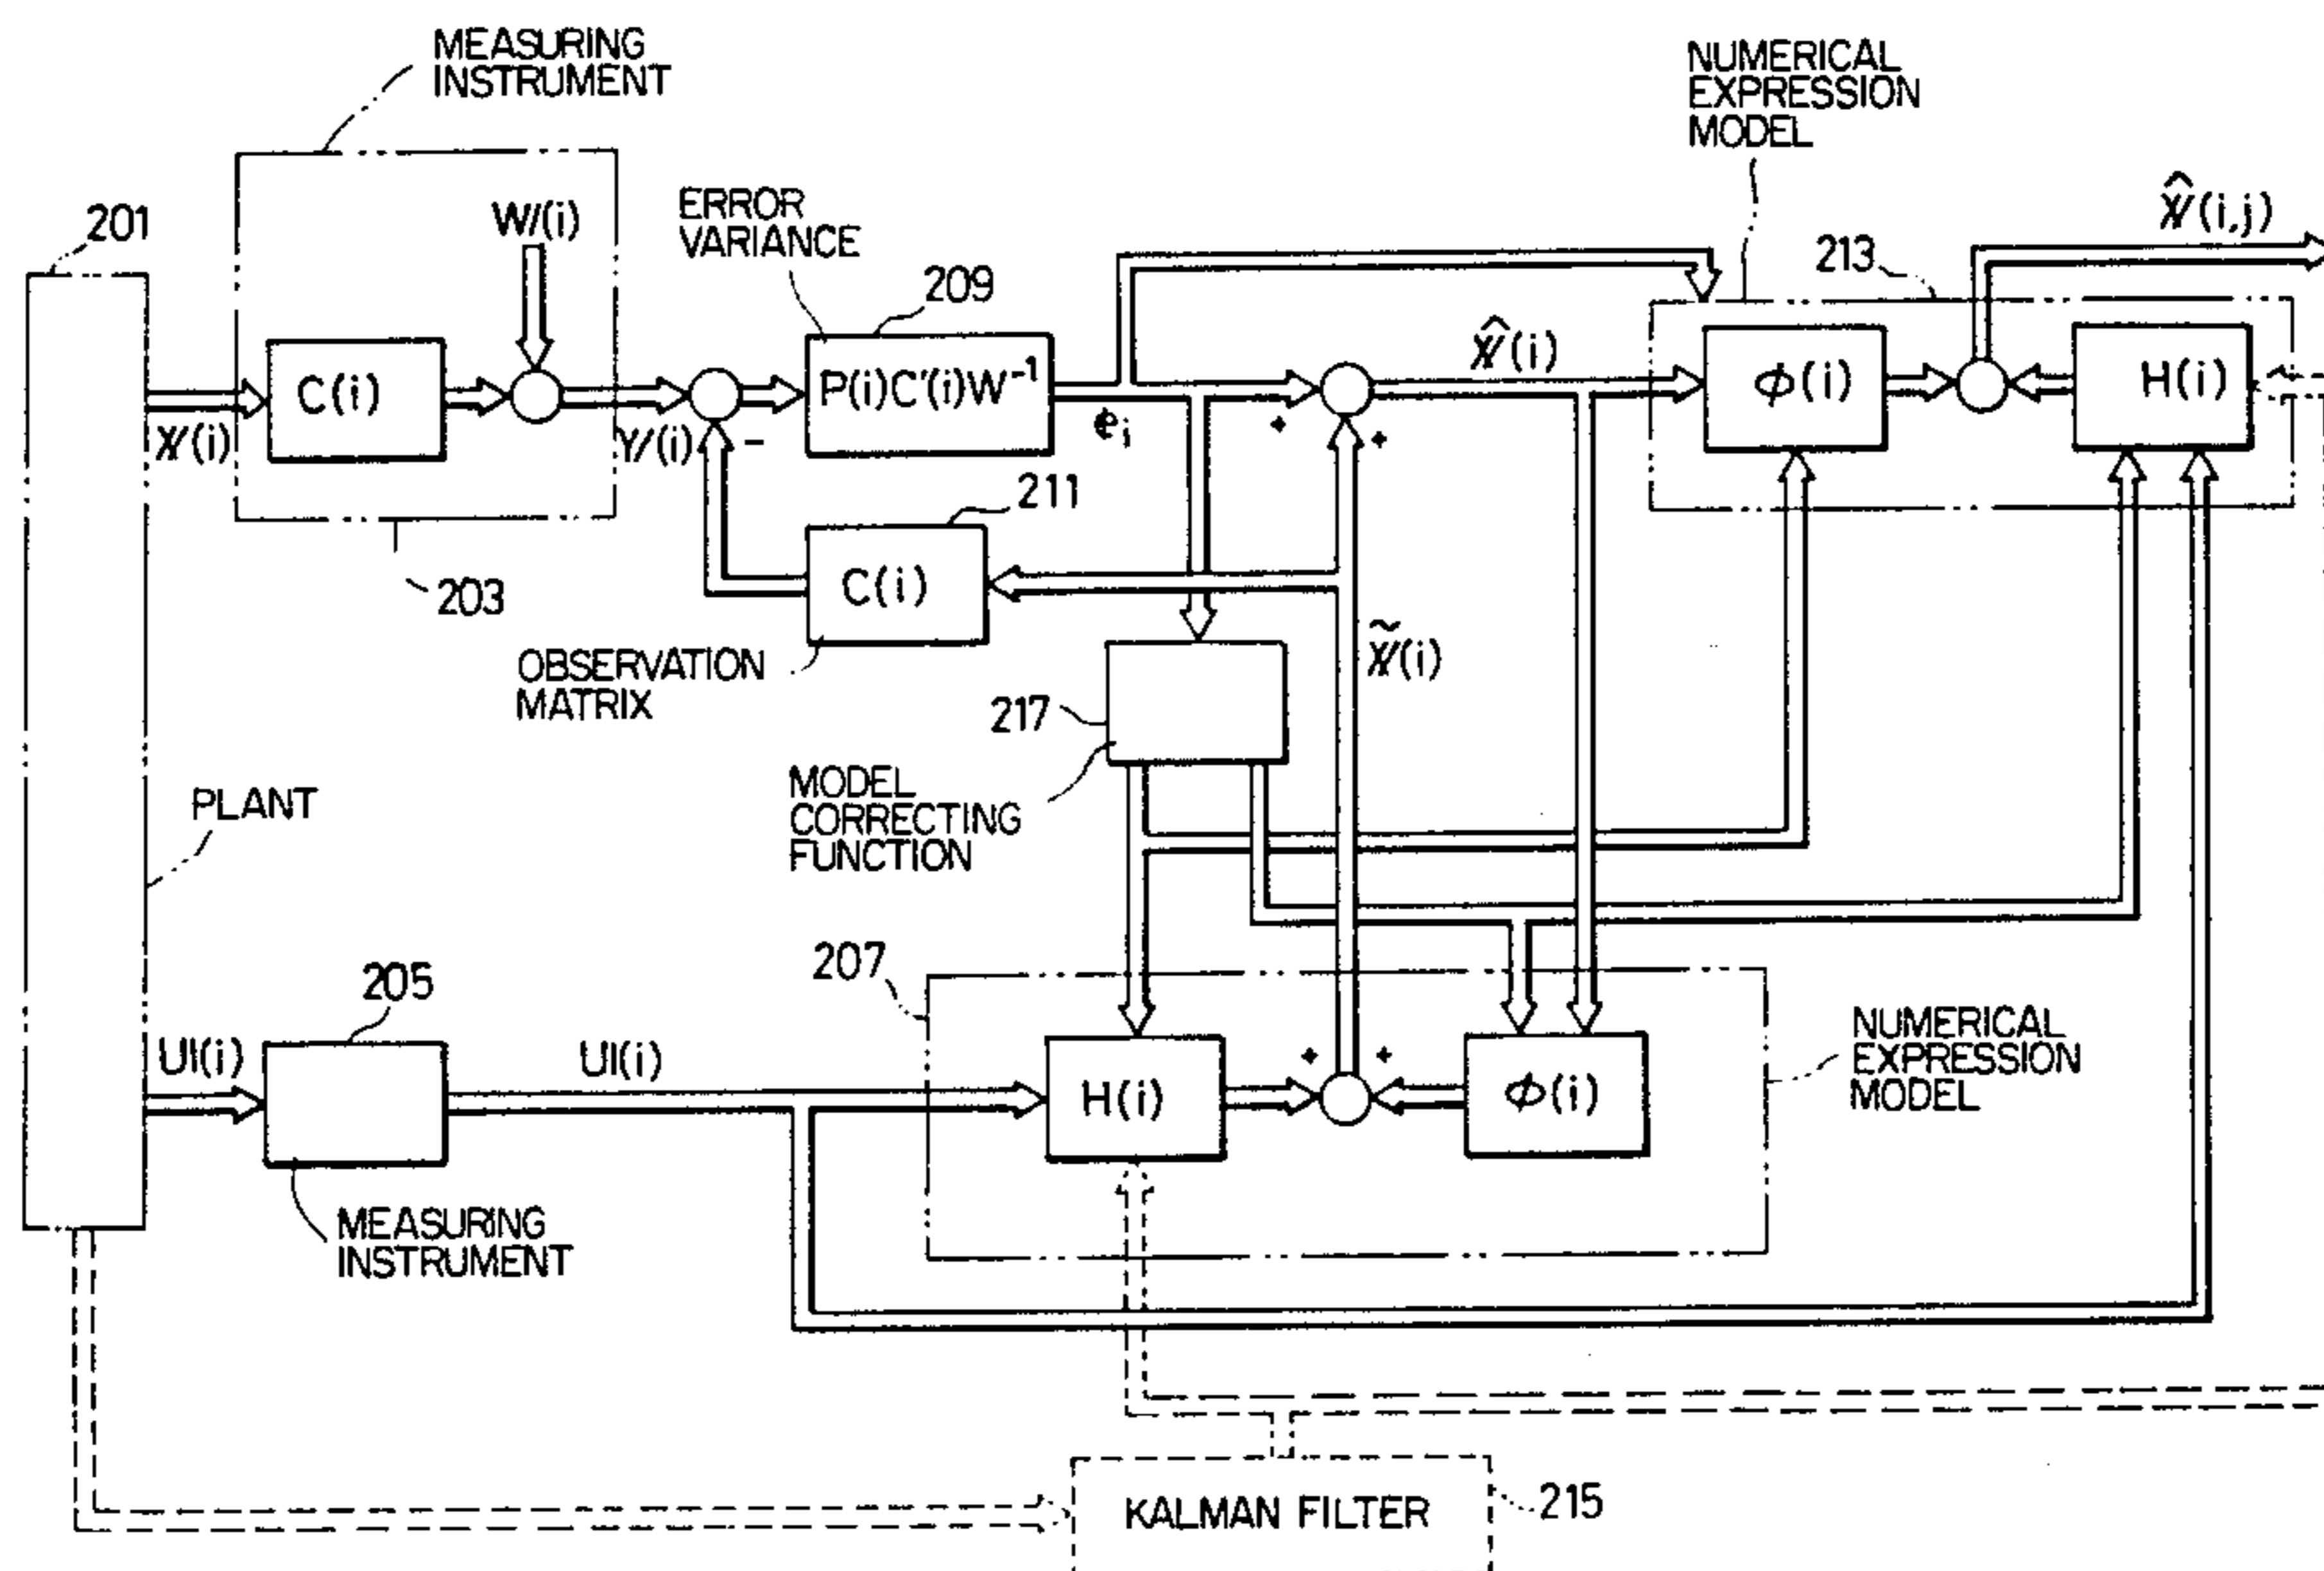 MEASURING
INSTRUMENT
NUMERICAL
EXPRESSION
MODEL
201
W/(i)
ERROR
VARIANCE
209
213
X̂(i,j)
C(i)
X(i)
Y/(i)
-
P(i)C'(i)W⁻¹
e i
+
+
X̂(i)
ϕ(i)
H(i)
203
211
C(i)
OBSERVATION
MATRIX
X̃(i)
217
MODEL
CORRECTING
FUNCTION
PLANT
207
205
UI(i)
UI(i)
H(i)
+
+
ϕ(i)
NUMERICAL
EXPRESSION
MODEL
MEASURING
INSTRUMENT
KALMAN FILTER
215